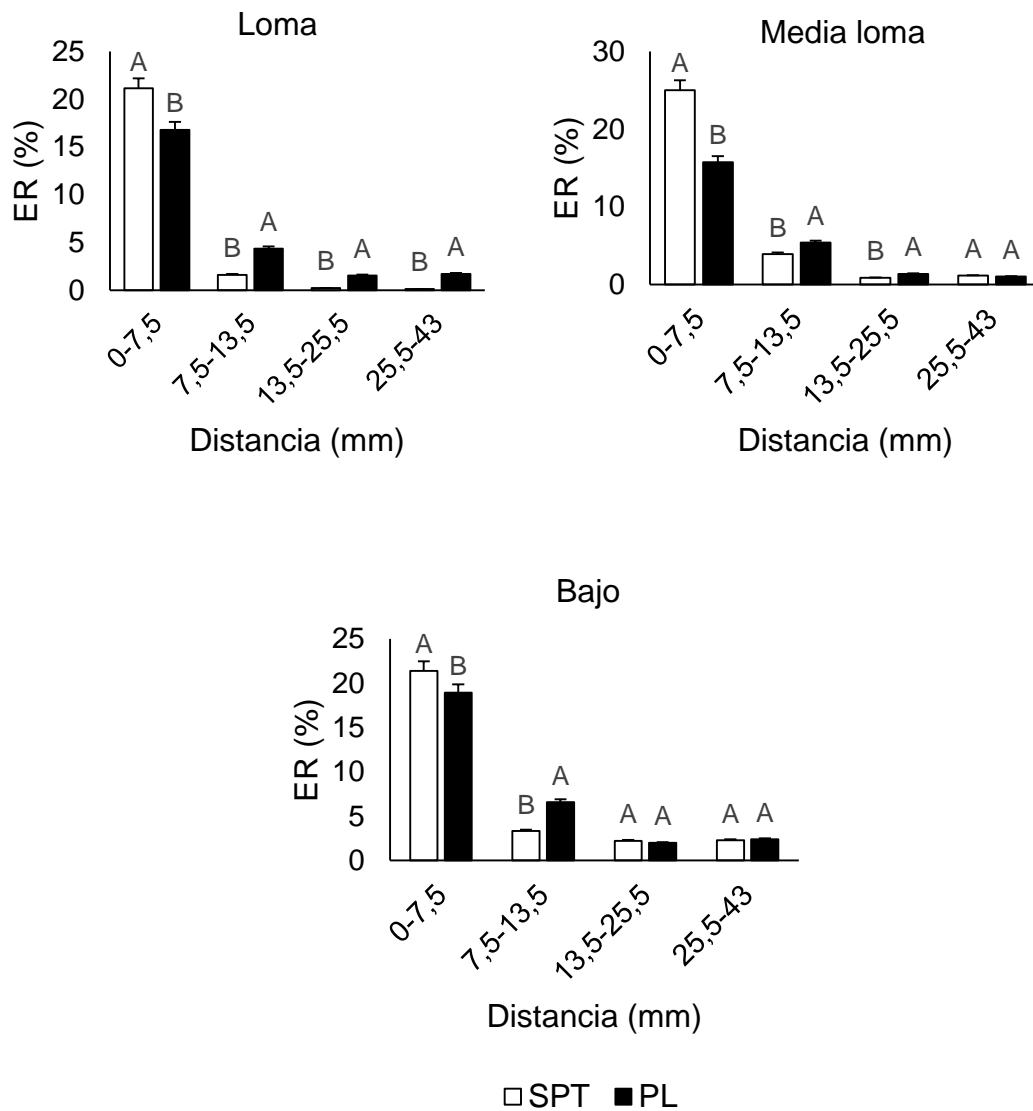 Loma
25
20
15
10
5
0
ER (%)
A
B
B
A
B
A
B
A
0-7,5
7,5-13,5
13,5-25,5
25,5-43
Distancia (mm)
Media loma
30
20
10
0
ER (%)
A
B
B
A
B
A
A
A
0-7,5
7,5-13,5
13,5-25,5
25,5-43
Distancia (mm)
Bajo
25
20
15
10
5
0
ER (%)
A
B
B
A
A
A
A
A
0-7,5
7,5-13,5
13,5-25,5
25,5-43
Distancia (mm)
SPT PL